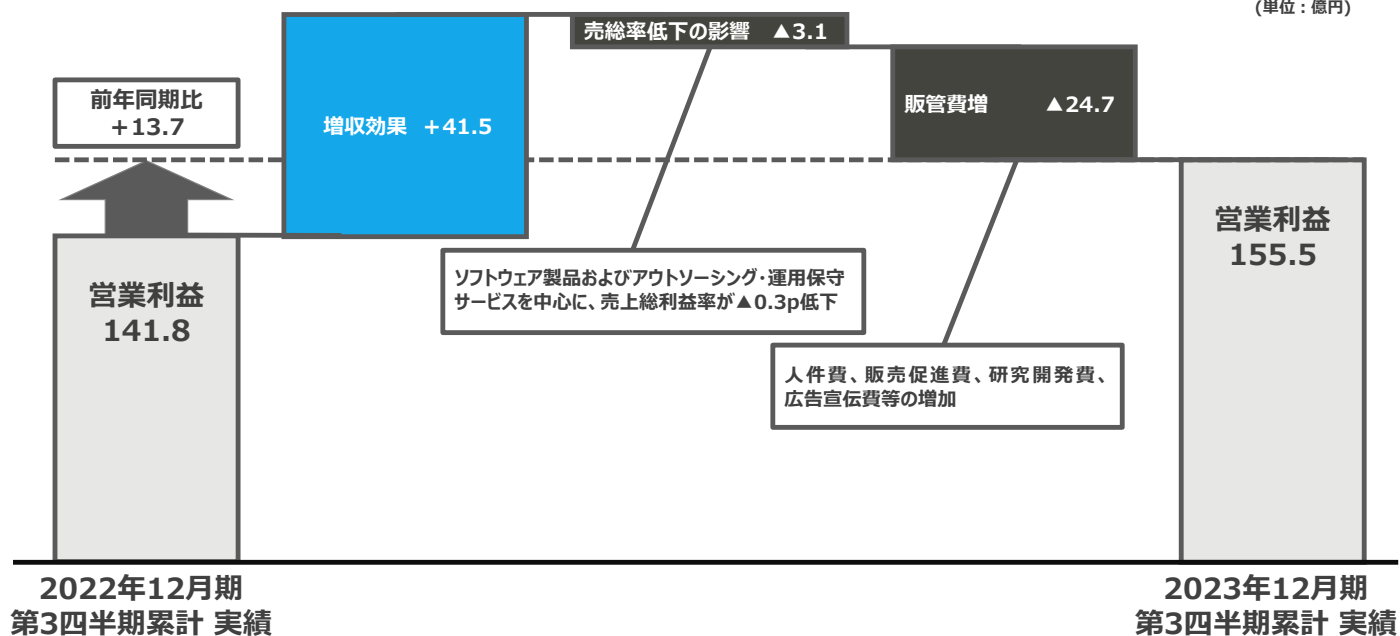 (単位:億円)
売総率低下の影響 ▲3.1
前年同期比
+13.7
増収効果 +41.5
販管費増 ▲24.7
営業利益
141.8
営業利益
155.5
ソフトウェア製品およびアウトソーシング・運用保守
サービスを中心に、売上総利益率が▲0.3p低下
人件費、販売促進費、研究開発費、
広告宣伝費等の増加
2022年12月期
第3四半期累計 実績
2023年12月期
第3四半期累計 実績